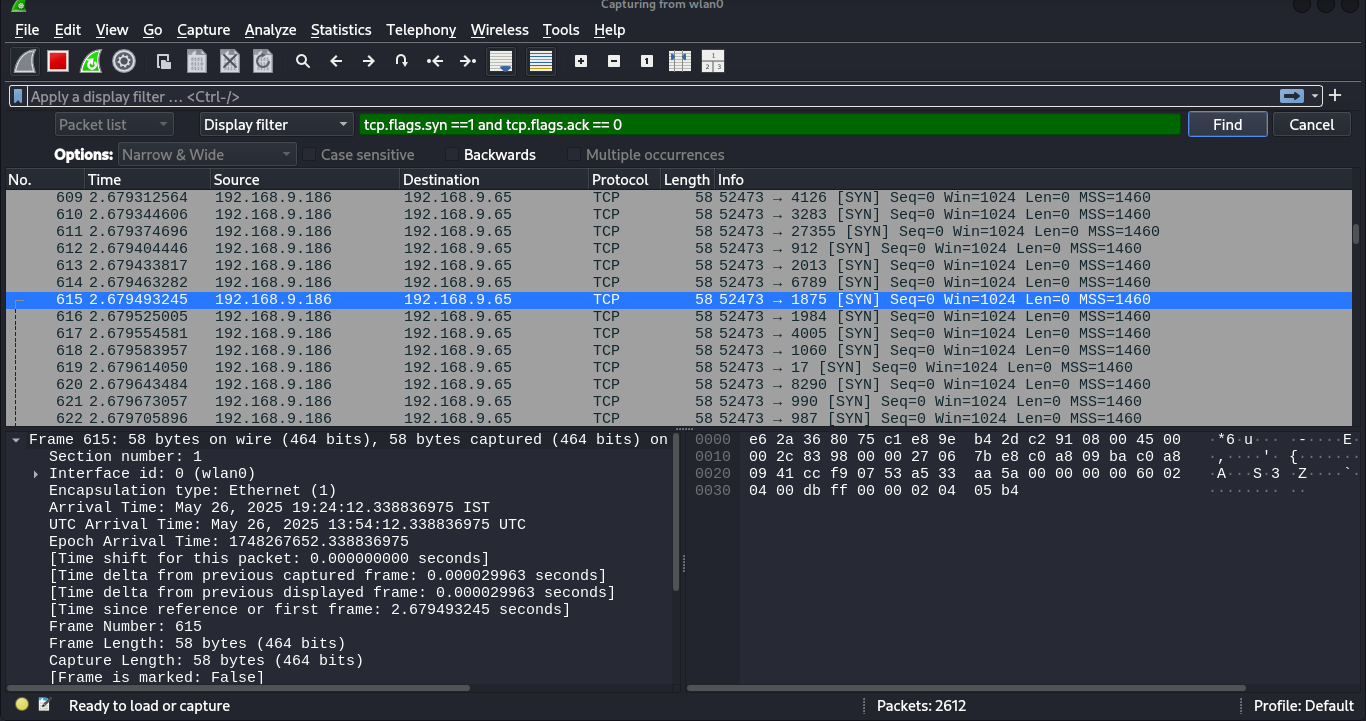 Capturing from wlan0
File Edit View Go Capture Analyze Statistics Telephony Wireless Tools Help
Apply a display filter … <Ctrl-/>
Packet list Display filter tcp.flags.syn ==1 and tcp.flags.ack == 0 Find Cancel
Options: Narrow & Wide Case sensitive Backwards Multiple occurrences
No. Time Source Destination Protocol Length Info
609 2.679312564 192.168.9.186 192.168.9.65 TCP 58 52473 → 4126 [SYN] Seq=0 Win=1024 Len=0 MSS=1460
610 2.679344606 192.168.9.186 192.168.9.65 TCP 58 52473 → 3283 [SYN] Seq=0 Win=1024 Len=0 MSS=1460
611 2.679374696 192.168.9.186 192.168.9.65 TCP 58 52473 → 27355 [SYN] Seq=0 Win=1024 Len=0 MSS=1460
612 2.679404446 192.168.9.186 192.168.9.65 TCP 58 52473 → 912 [SYN] Seq=0 Win=1024 Len=0 MSS=1460
613 2.679433817 192.168.9.186 192.168.9.65 TCP 58 52473 → 2013 [SYN] Seq=0 Win=1024 Len=0 MSS=1460
614 2.679463282 192.168.9.186 192.168.9.65 TCP 58 52473 → 6789 [SYN] Seq=0 Win=1024 Len=0 MSS=1460
615 2.679493245 192.168.9.186 192.168.9.65 TCP 58 52473 → 1875 [SYN] Seq=0 Win=1024 Len=0 MSS=1460
616 2.679525005 192.168.9.186 192.168.9.65 TCP 58 52473 → 1984 [SYN] Seq=0 Win=1024 Len=0 MSS=1460
617 2.679554581 192.168.9.186 192.168.9.65 TCP 58 52473 → 4005 [SYN] Seq=0 Win=1024 Len=0 MSS=1460
618 2.679583957 192.168.9.186 192.168.9.65 TCP 58 52473 → 1060 [SYN] Seq=0 Win=1024 Len=0 MSS=1460
619 2.679614050 192.168.9.186 192.168.9.65 TCP 58 52473 → 17 [SYN] Seq=0 Win=1024 Len=0 MSS=1460
620 2.679643484 192.168.9.186 192.168.9.65 TCP 58 52473 → 8290 [SYN] Seq=0 Win=1024 Len=0 MSS=1460
621 2.679673057 192.168.9.186 192.168.9.65 TCP 58 52473 → 990 [SYN] Seq=0 Win=1024 Len=0 MSS=1460
622 2.679705896 192.168.9.186 192.168.9.65 TCP 58 52473 → 987 [SYN] Seq=0 Win=1024 Len=0 MSS=1460
Frame 615: 58 bytes on wire (464 bits), 58 bytes captured (464 bits) on
Section number: 1
Interface id: 0 (wlan0)
Encapsulation type: Ethernet (1)
Arrival Time: May 26, 2025 19:24:12.338836975 IST
UTC Arrival Time: May 26, 2025 13:54:12.338836975 UTC
Epoch Arrival Time: 1748267652.338836975
[Time shift for this packet: 0.000000000 seconds]
[Time delta from previous captured frame: 0.000029963 seconds]
[Time delta from previous displayed frame: 0.000029963 seconds]
[Time since reference or first frame: 2.679493245 seconds]
Frame Number: 615
Frame Length: 58 bytes (464 bits)
Capture Length: 58 bytes (464 bits)
[Frame is marked: False]
0000 e6 2a 36 80 75 c1 e8 9e b4 2d c2 91 08 00 45 00 ·*6·u··· ·-····E·
0010 00 2c 83 98 00 00 27 06 7b e8 c0 a8 09 ba c0 a8 ·,····'· {·······
0020 09 41 cc f9 07 53 a5 33 aa 5a 00 00 00 00 60 02 ·A···S·3 ·Z····`·
0030 04 00 db ff 00 00 02 04 05 b4 ········ ··
Ready to load or capture Packets: 2612 Profile: Default